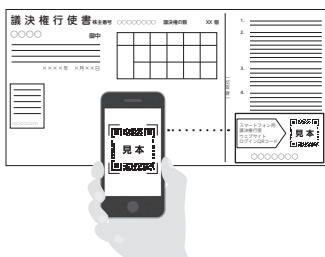 議決権行使書 株主番号 ○○○○○○○○ 議決権の数 XX 個
○○○○ 御中
××××年 ×月××日
○○○○○○○
1.
2.
3.
4.
見本
スマートフォン用
議決権行使
ウェブサイト
ログインQRコード
見本
○○○○○○○